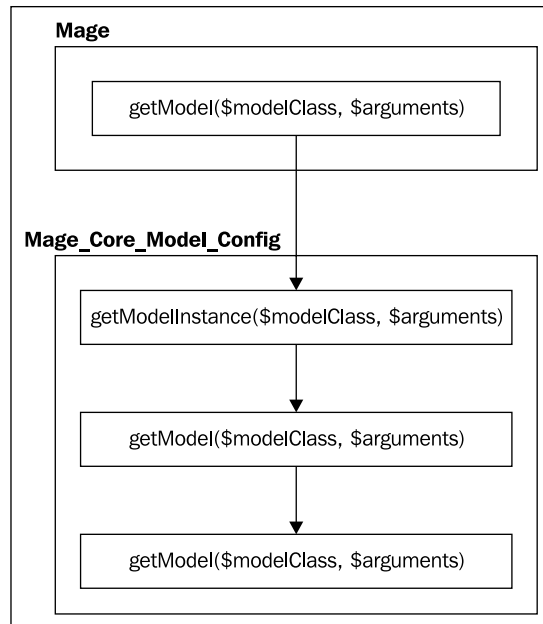 Mage
getModel($modelClass, $arguments)
Mage_Core_Model_Config
getModelInstance($modelClass, $arguments)
getModel($modelClass, $arguments)
getModel($modelClass, $arguments)